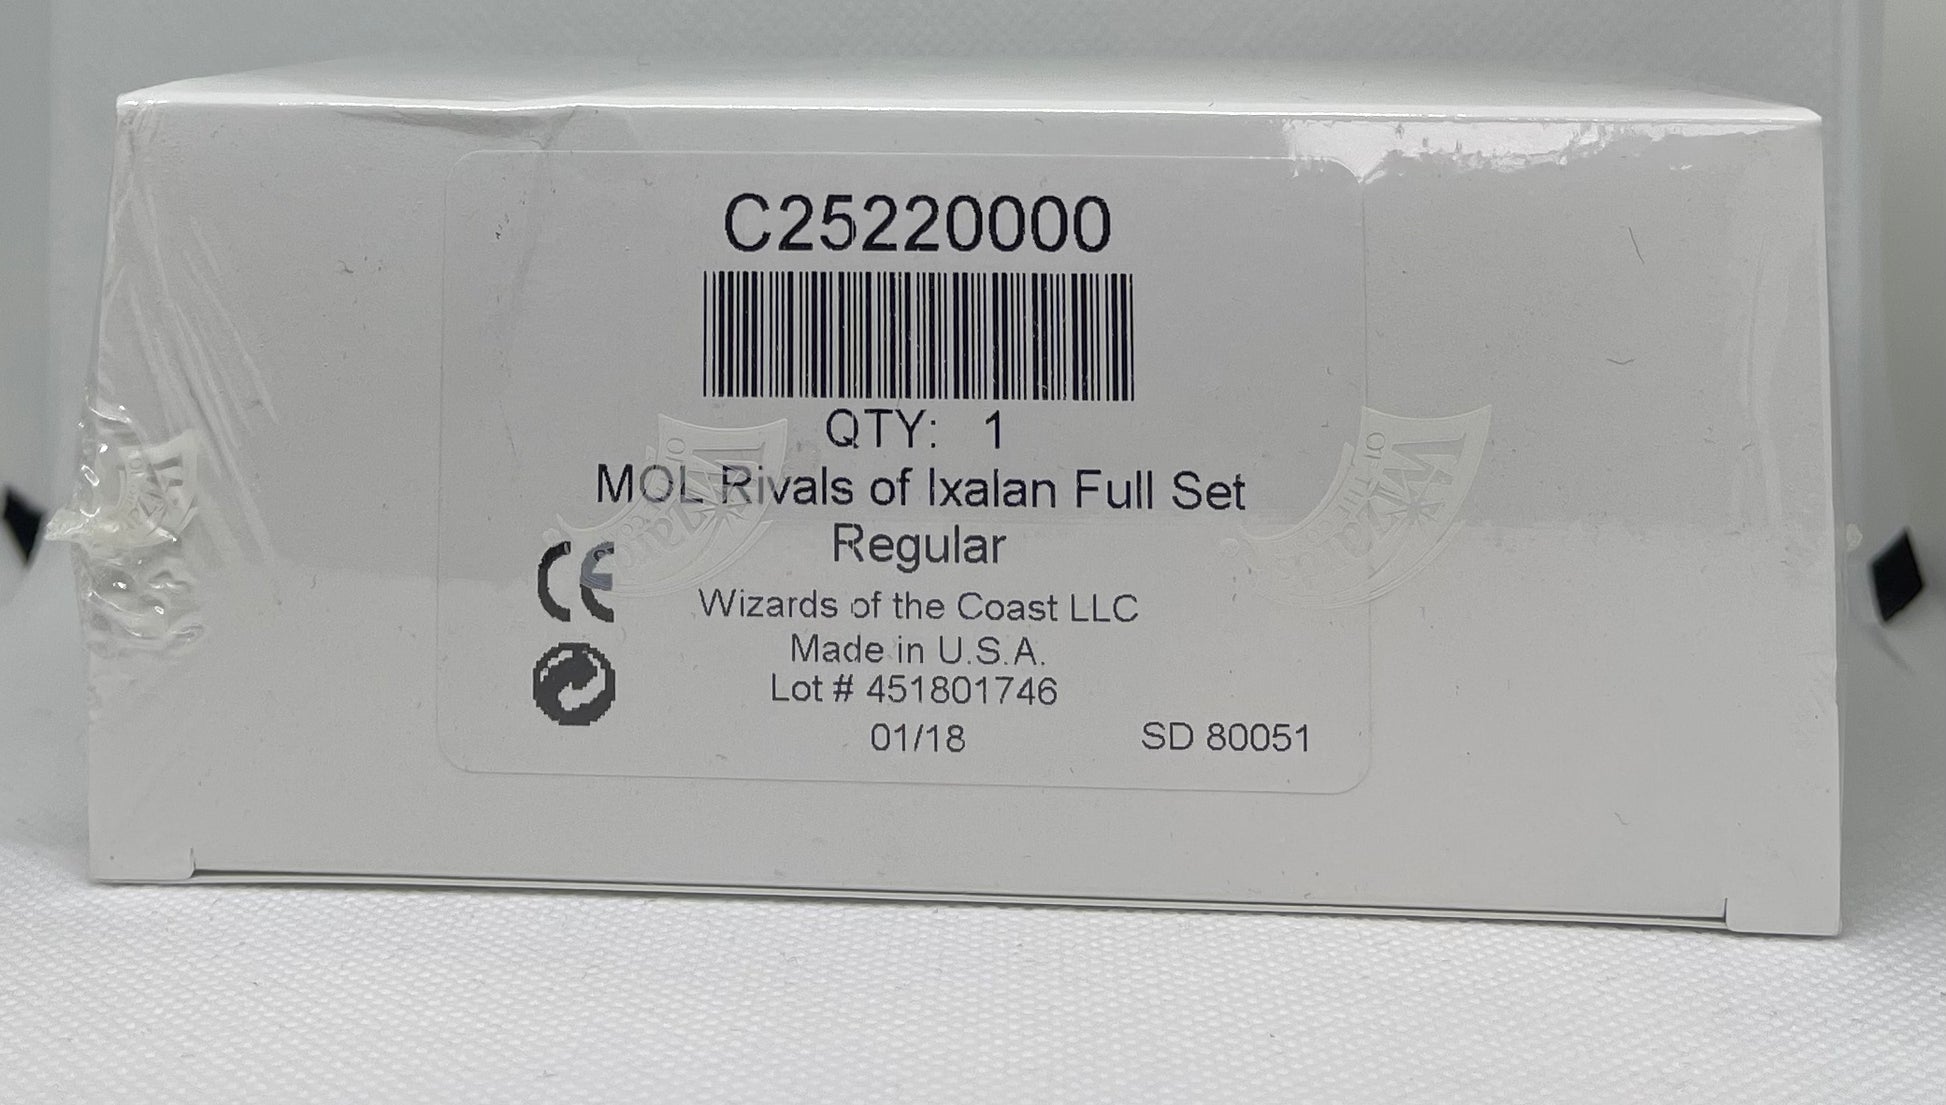 C25220000
QTY: 1
MOL Rivals of Ixalan Full Set
Regular
CE
Wizards of the Coast LLC
Made in U.S.A.
Lot # 451801746
01/18 SD 80051